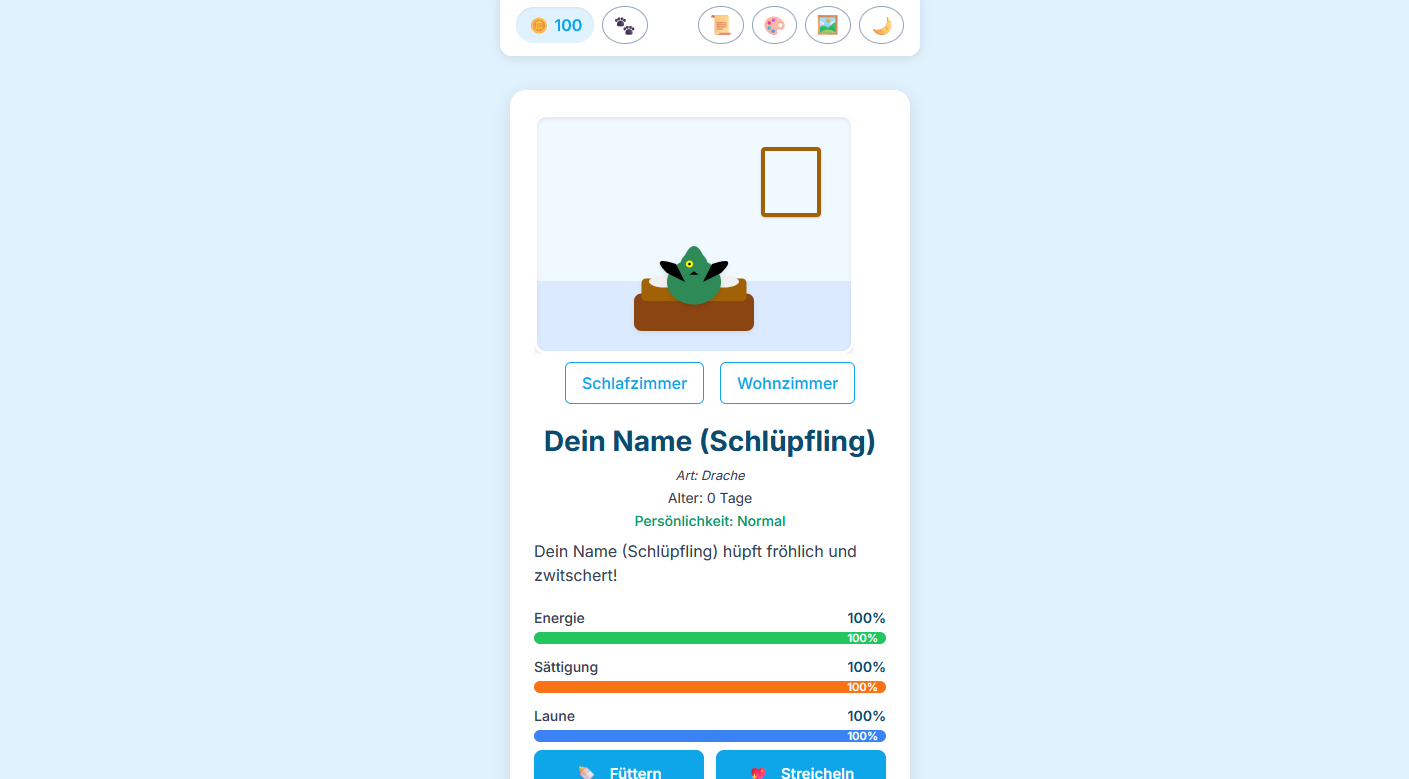 100
Schlafzimmer
Wohnzimmer
Dein Name (Schlüpfling)
Art: Drache
Alter: 0 Tage
Persönlichkeit: Normal
Dein Name (Schlüpfling) hüpft fröhlich und
zwitschert!
Energie 100%
100%
Sättigung 100%
100%
Laune 100%
100%
Füttern
Streicheln